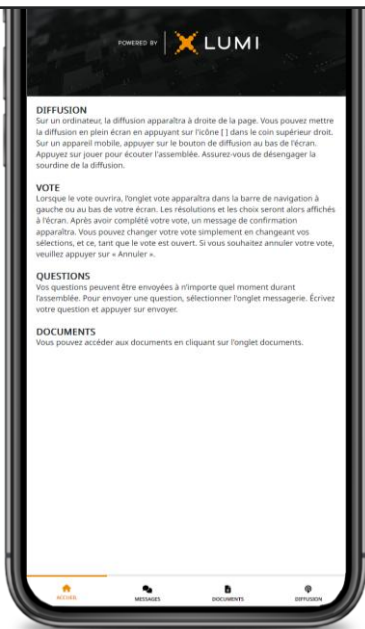 POWERED BY LUMI
DIFFUSION
Sur un ordinateur, la diffusion apparaîtra à droite de la page. Vous pouvez mettre
la diffusion en plein écran en appuyant sur l'icône [ ] dans le coin supérieur droit.
Sur un appareil mobile, appuyer sur le bouton de diffusion au bas de l'écran.
Appuyez sur jouer pour écouter l'assemblée. Assurez-vous de désengager la
sourdine de la diffusion.
VOTE
Lorsque le vote ouvrira, l'onglet vote apparaîtra dans la barre de navigation à
gauche ou au bas de votre écran. Les résolutions et les choix seront alors affichés
à l'écran. Après avoir complété votre vote, un message de confirmation
apparaîtra. Vous pouvez changer votre vote simplement en changeant vos
sélections, et ce, tant que le vote est ouvert. Si vous souhaitez annuler votre vote,
veuillez appuyer sur « Annuler ».
QUESTIONS
Vos questions peuvent être envoyées à n'importe quel moment durant
l'assemblée. Pour envoyer une question, sélectionner l'onglet messagerie. Écrivez
votre question et appuyer sur envoyer.
DOCUMENTS
Vous pouvez accéder aux documents en cliquant sur l'onglet documents.
ACCUEIL MESSAGES DOCUMENTS DIFFUSION